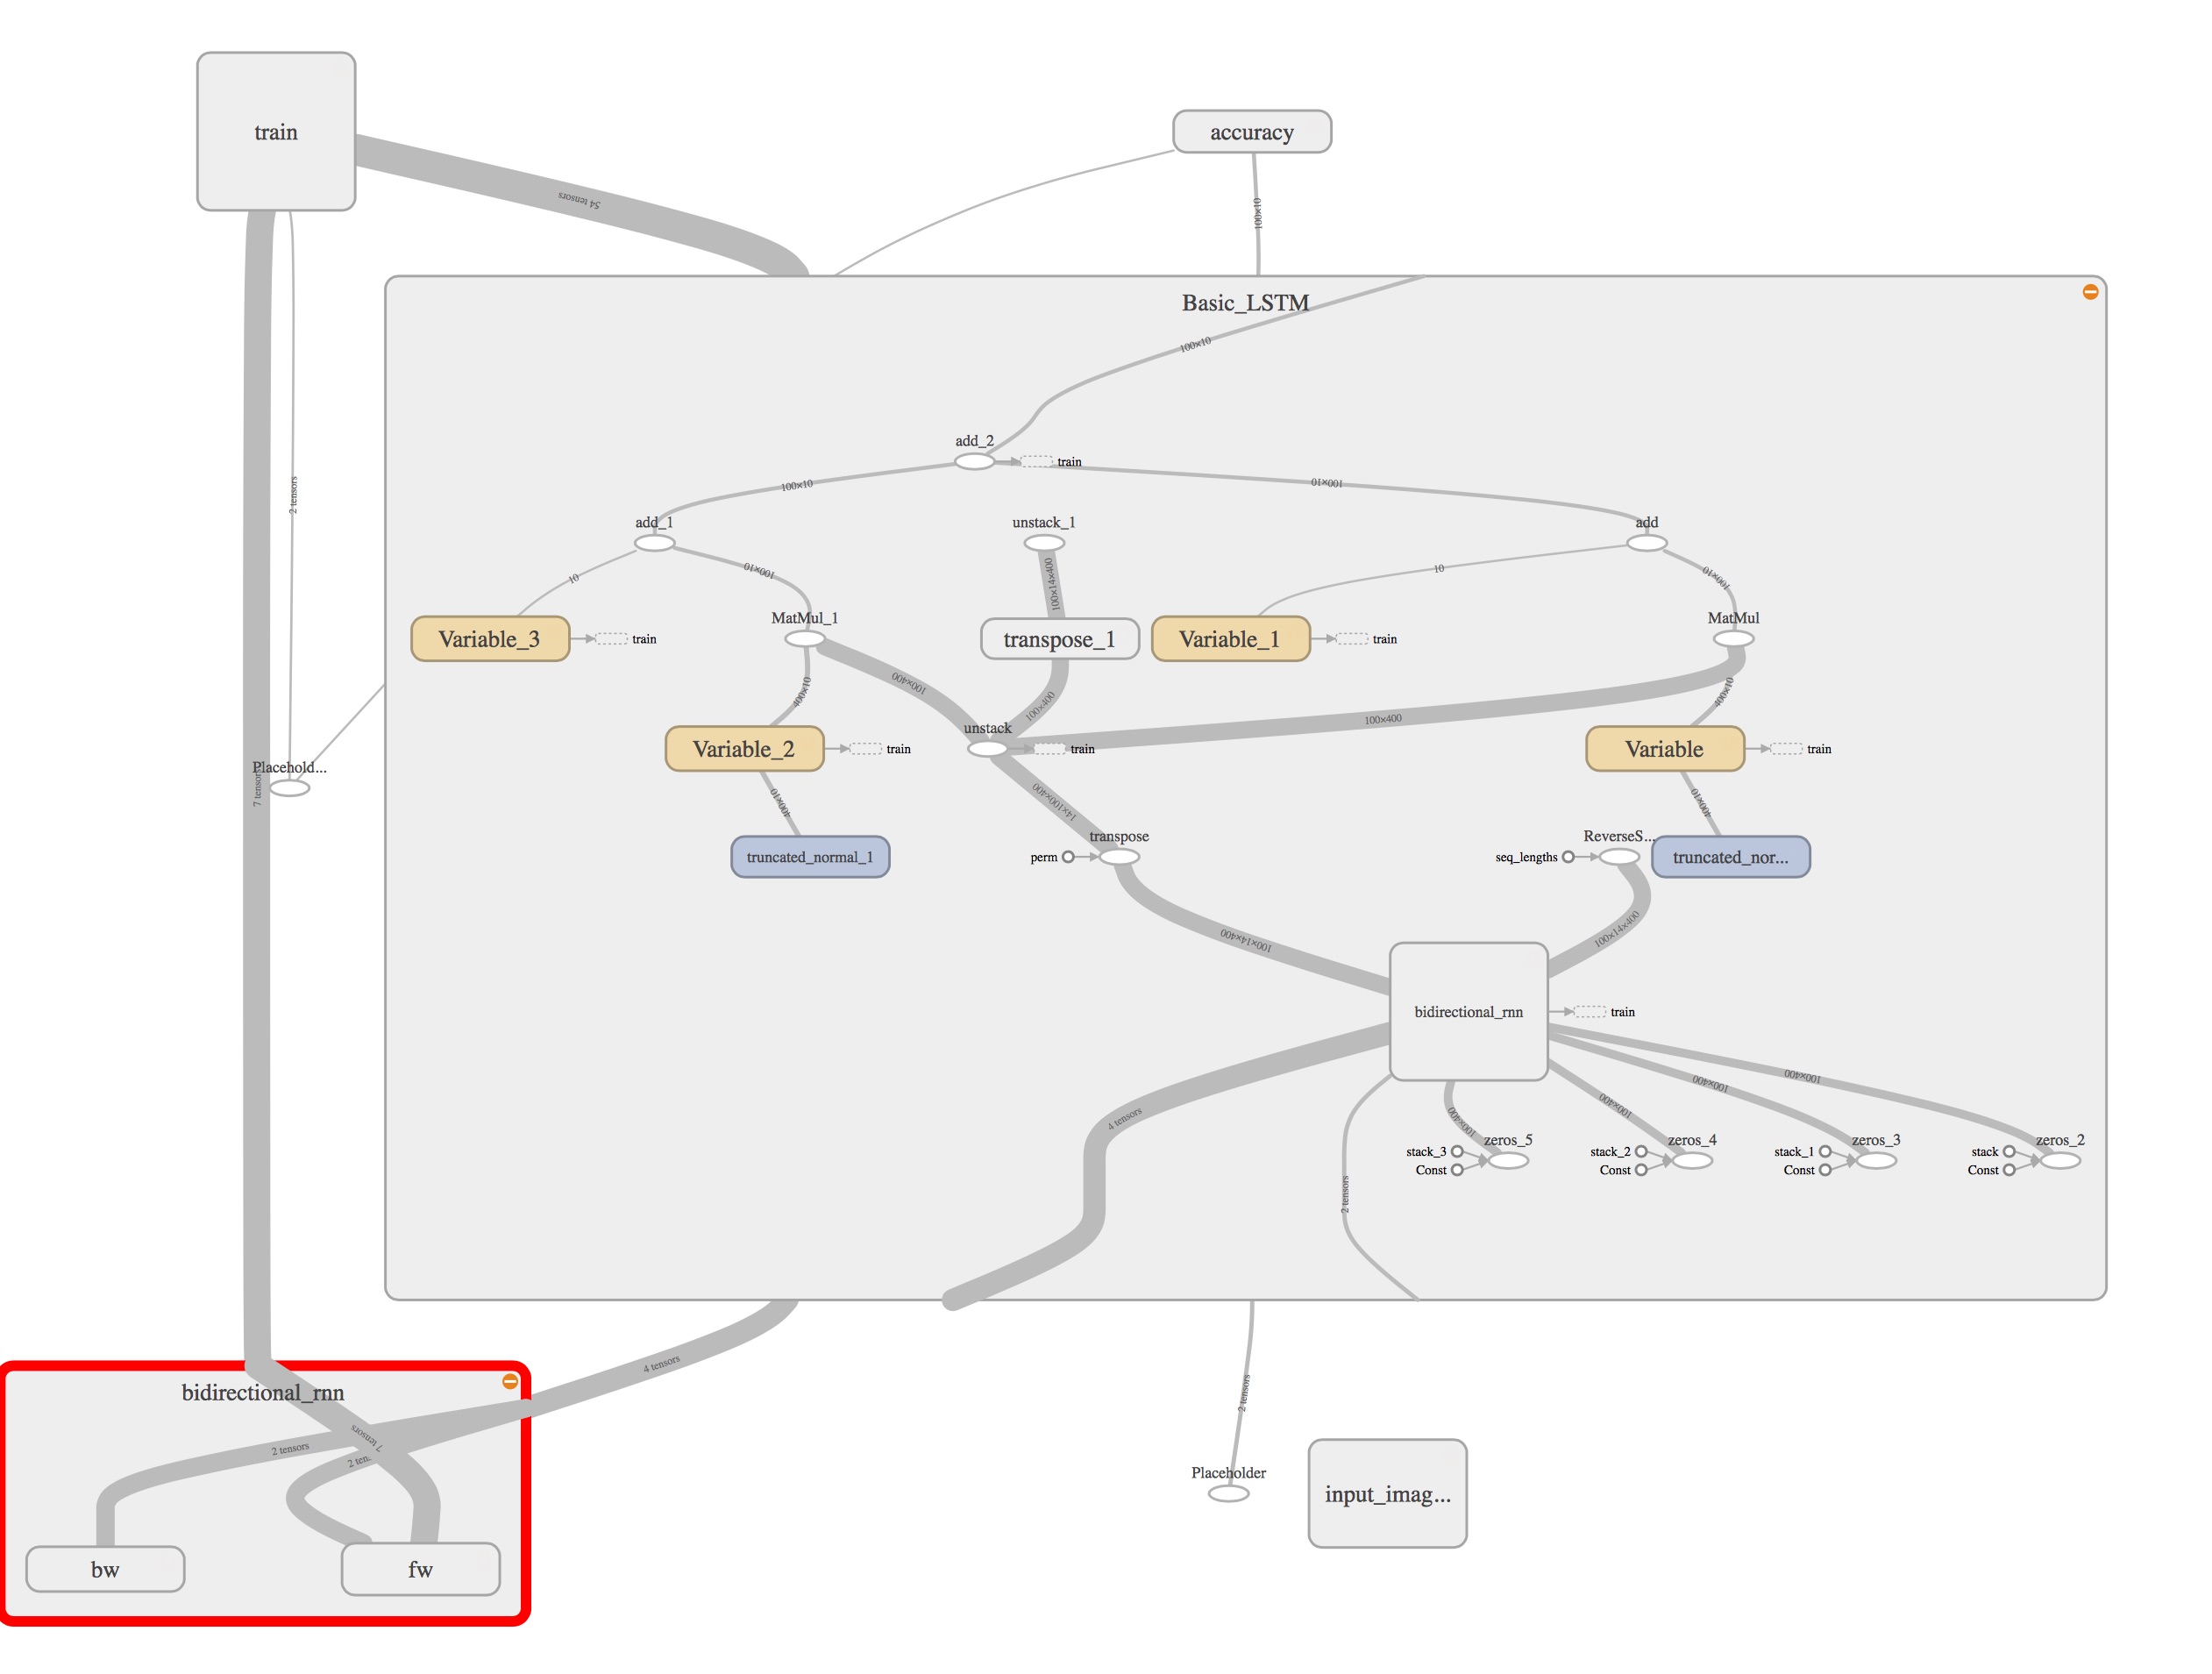 train
accuracy
54 tensors
100×10
Basic_LSTM
100×10
add_2
train
100×10
100×10
2 tensors
add_1
unstack_1
add
10
100×10
100×14×400
10
100×10
Variable_3
train
MatMul_1
transpose_1
Variable_1
train
MatMul
400×10
100×400
100×400
100×400
400×10
Variable_2
train
unstack
train
Variable
train
Placehold...
7 tensors
400×10
14×100×400
400×10
truncated_normal_1
perm
transpose
seq_lengths
ReverseS...
truncated_nor...
100×14×400
100×14×400
bidirectional_rnn
train
4 tensors
2 tensors
100×400
100×400
100×400
100×400
stack_3
Const
zeros_5
stack_2
Const
zeros_4
stack_1
Const
zeros_3
stack
Const
zeros_2
4 tensors
2 tensors
bidirectional_rnn
2 tensors
7 tensors
2 ten
bw
fw
Placeholder
input_imag...